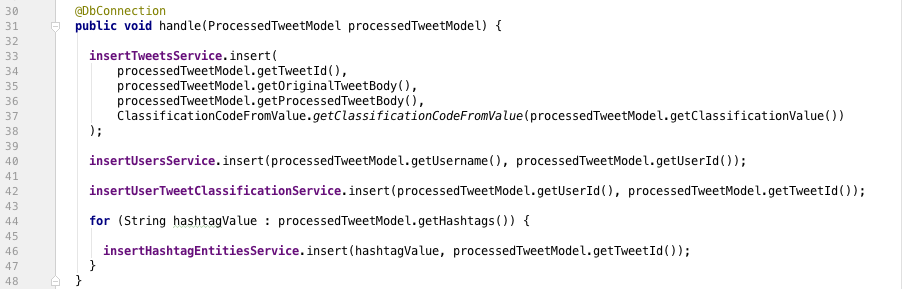 30 @DbConnection
31 public void handle(ProcessedTweetModel processedTweetModel) {
32
33 insertTweetsService.insert(
34 processedTweetModel.getTweetId(),
35 processedTweetModel.getOriginalTweetBody(),
36 processedTweetModel.getProcessedTweetBody(),
37 ClassificationCodeFromValue.getClassificationCodeFromValue(processedTweetModel.getClassificationValue())
38 );
39
40 insertUsersService.insert(processedTweetModel.getUsername(), processedTweetModel.getUserId());
41
42 insertUserTweetClassificationService.insert(processedTweetModel.getUserId(), processedTweetModel.getTweetId());
43
44 for (String hashtagValue : processedTweetModel.getHashtags()) {
45
46 insertHashtagEntitiesService.insert(hashtagValue, processedTweetModel.getTweetId());
47 }
48 }